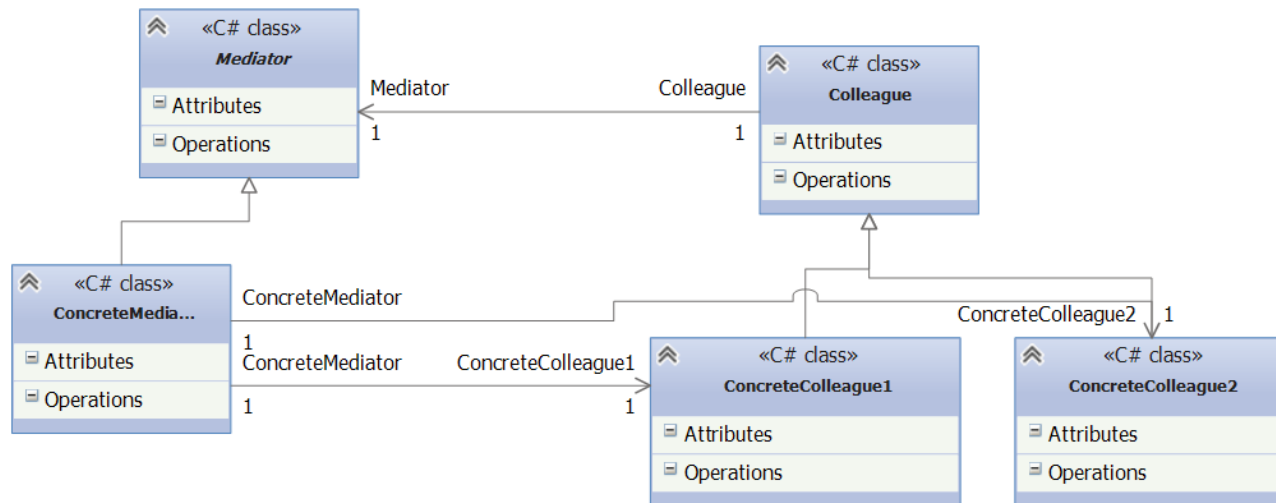 «C# class»
Mediator
Attributes
Operations
Mediator
1
Colleague
1
«C# class»
Colleague
Attributes
Operations
«C# class»
ConcreteMedia...
Attributes
Operations
ConcreteMediator
1
ConcreteColleague2
1
ConcreteMediator
1
ConcreteColleague1
1
«C# class»
ConcreteColleague1
Attributes
Operations
«C# class»
ConcreteColleague2
Attributes
Operations